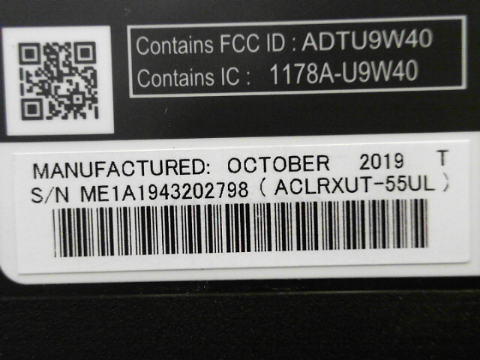 Contains FCC ID : ADTU9W40
Contains IC : 1178A-U9W40
MANUFACTURED: OCTOBER 2019 T
S/N ME1A1943202798 ( ACLRXUT-55UL )